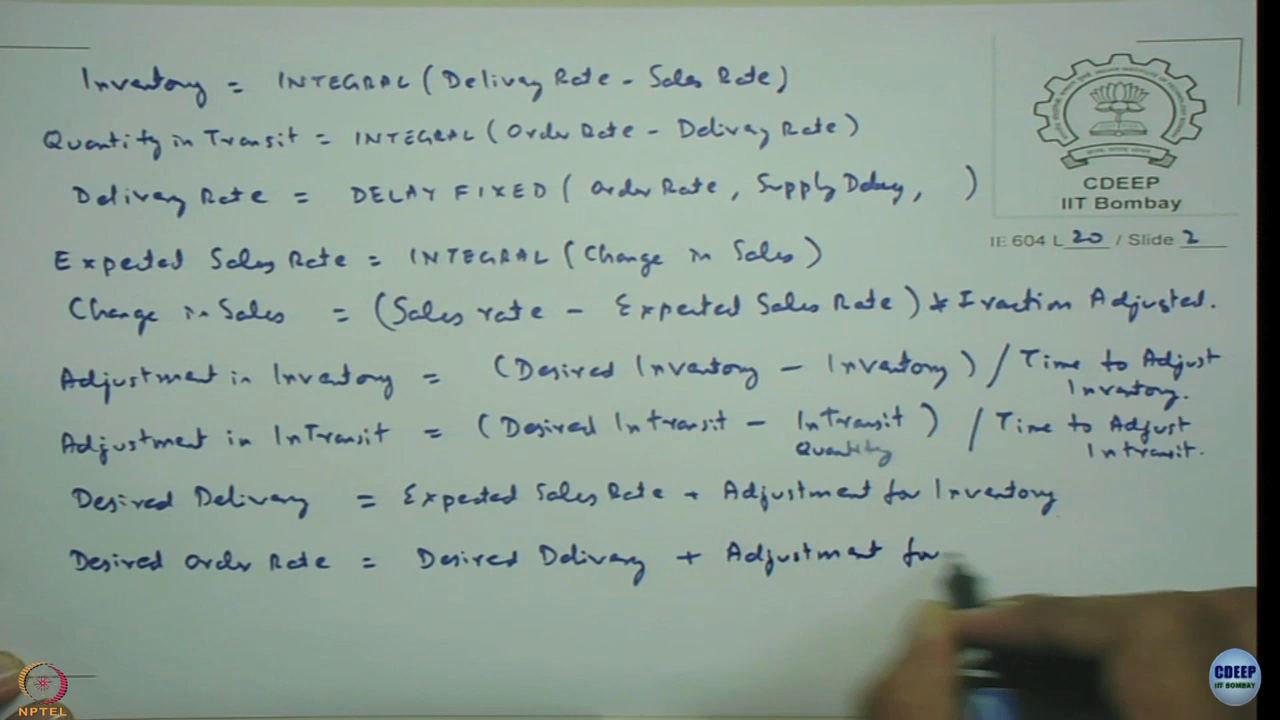 Inventory = INTEGRAL (Delivery Rate - Sales Rate)
Quantity in Transit = INTEGRAL (Order Rate - Delivery Rate)
Delivery Rate = DELAY FIXED ( Order Rate, Supply Delay, )
Expected Sales Rate = INTEGRAL (Change in Sales)
Change in Sales = (Sales rate - Expected Sales Rate) * Fraction Adjusted.
Adjustment in Inventory = (Desired Inventory - Inventory) / Time to Adjust
Inventory.
Adjustment in InTransit = (Desired Intransit - InTransit ) / Time to Adjust
Quantity Intransit.
Desired Delivery = Expected Sales Rate + Adjustment for Inventory
Desired Order Rate = Desired Delivery + Adjustment for
CDEEP
IIT Bombay
IE 604 L 20 / Slide 2
NPTEL
CDEEP
IIT BOMBAY